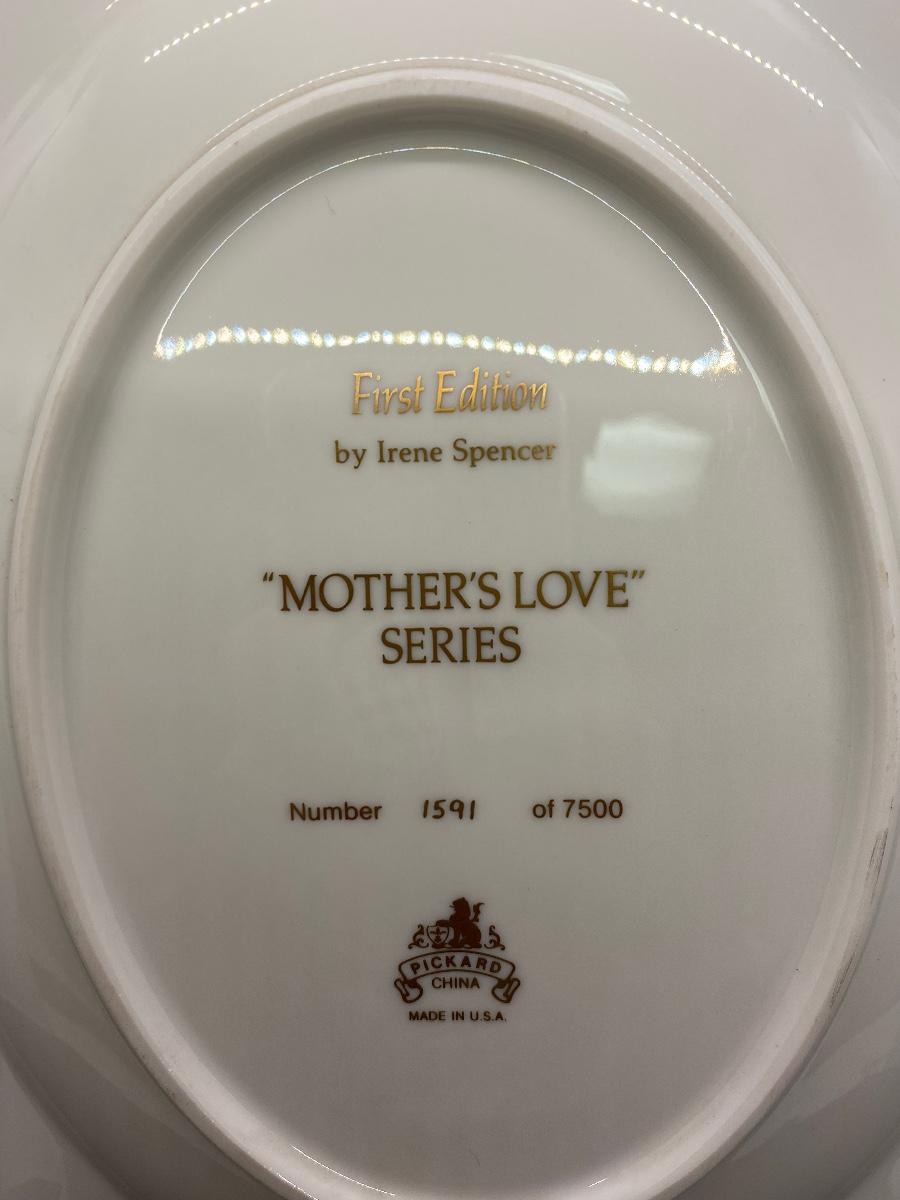 First Edition
by Irene Spencer
“MOTHER'S LOVE”
SERIES
Number 1591 of 7500
PICKARD
CHINA
MADE IN U.S.A.